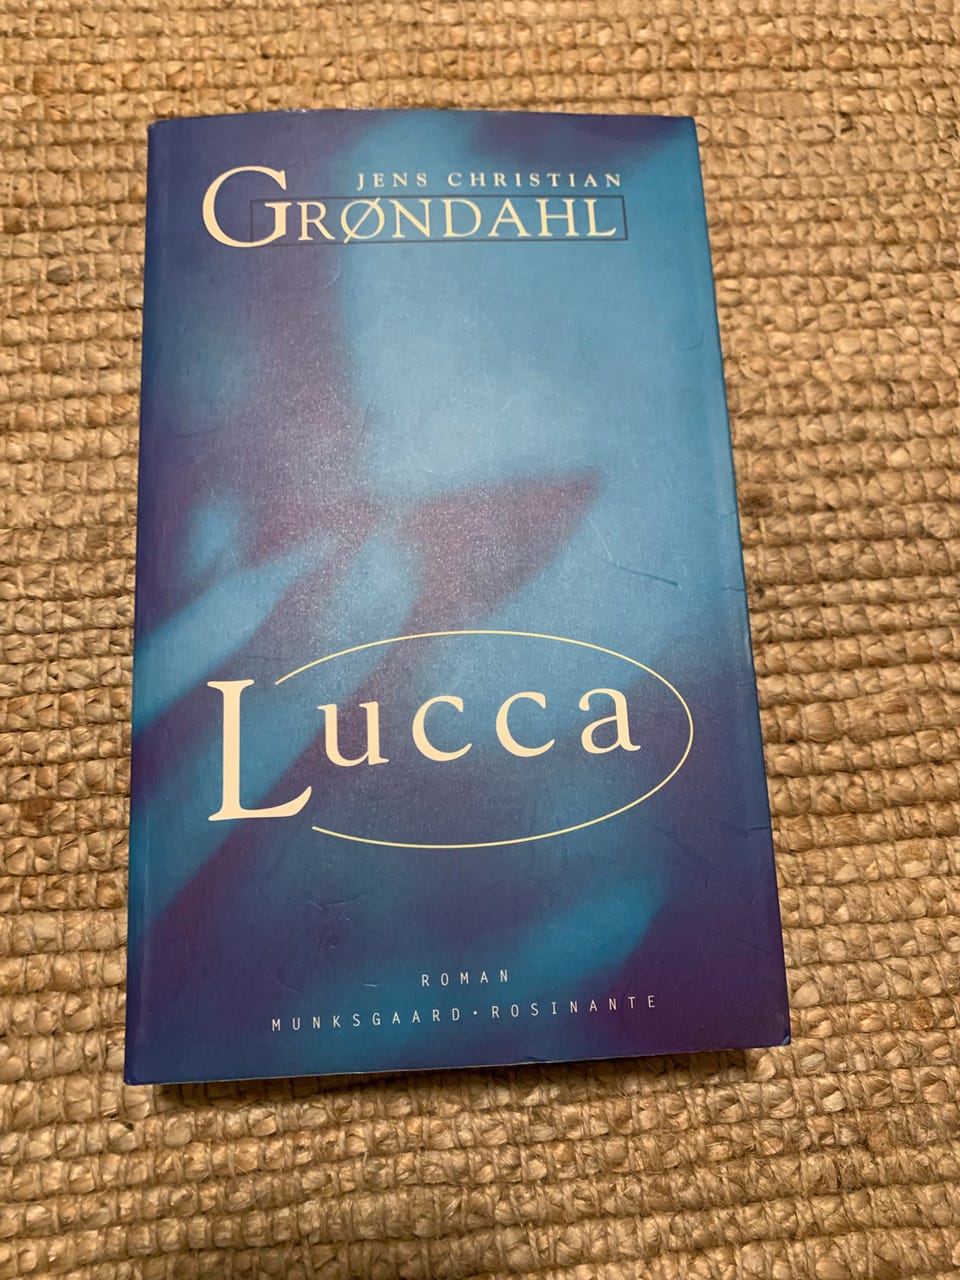 JENS CHRISTIAN
GRØNDAHL
Lucca
ROMAN
MUNKSGAARD·ROSINANTE